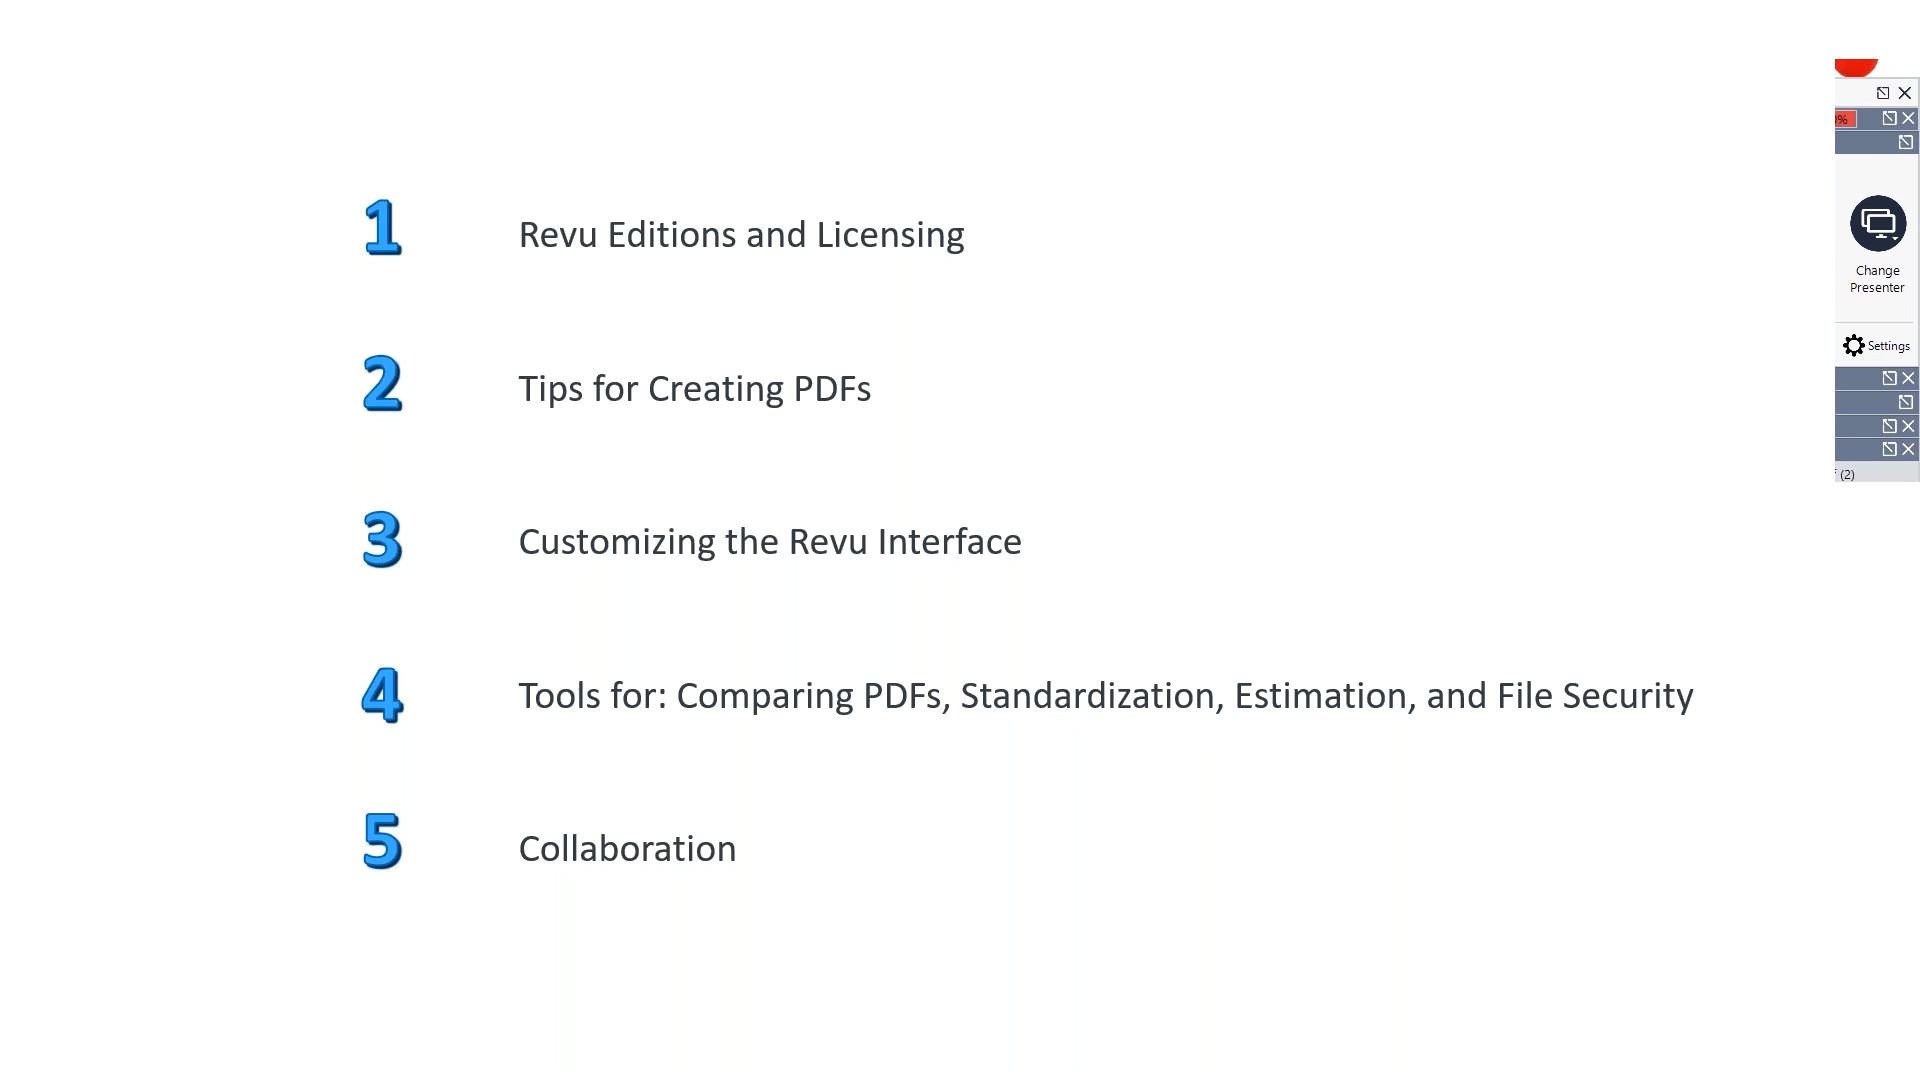 1 Revu Editions and Licensing
2 Tips for Creating PDFs
3 Customizing the Revu Interface
4 Tools for: Comparing PDFs, Standardization, Estimation, and File Security
5 Collaboration
%
Change
Presenter
Settings
(2)